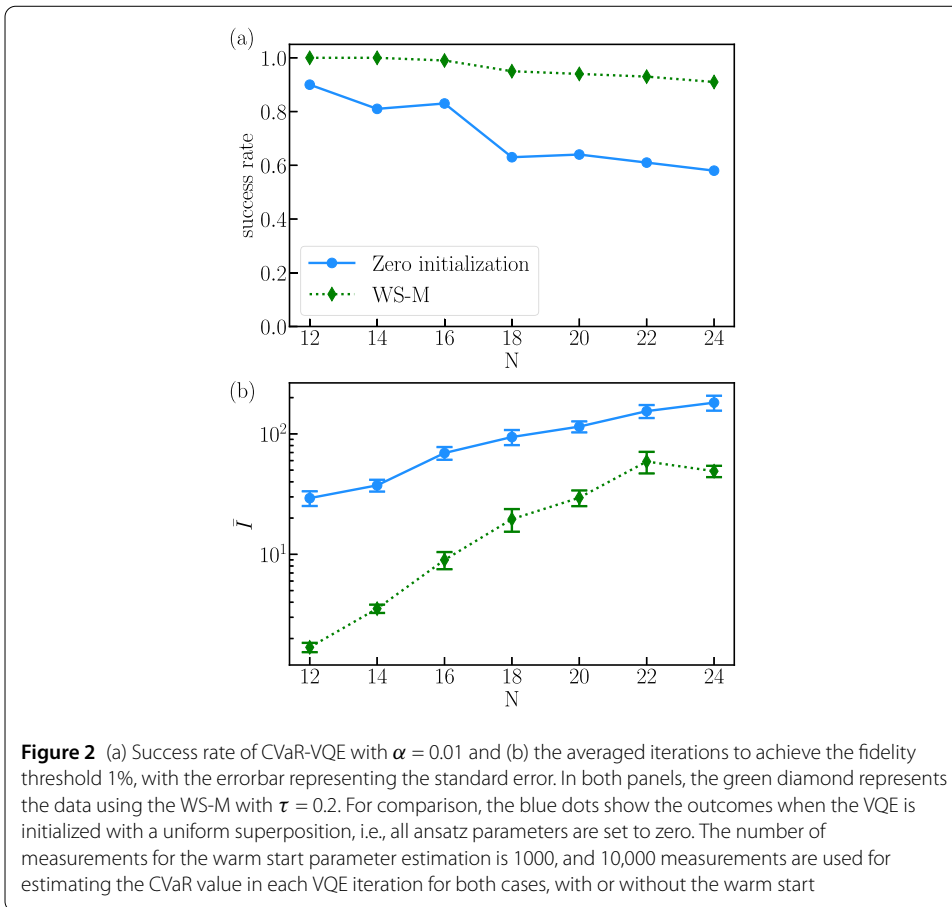 (a)
1.0
0.8
0.6
0.4
0.2
0.0
success rate
Zero initialization
WS-M
12 14 16 18 20 22 24
N
(b)
10²
10¹
Ī
12 14 16 18 20 22 24
N
Figure 2 (a) Success rate of CVaR-VQE with α = 0.01 and (b) the averaged iterations to achieve the fidelity
threshold 1%, with the errorbar representing the standard error. In both panels, the green diamond represents
the data using the WS-M with τ = 0.2. For comparison, the blue dots show the outcomes when the VQE is
initialized with a uniform superposition, i.e., all ansatz parameters are set to zero. The number of
measurements for the warm start parameter estimation is 1000, and 10,000 measurements are used for
estimating the CVaR value in each VQE iteration for both cases, with or without the warm start